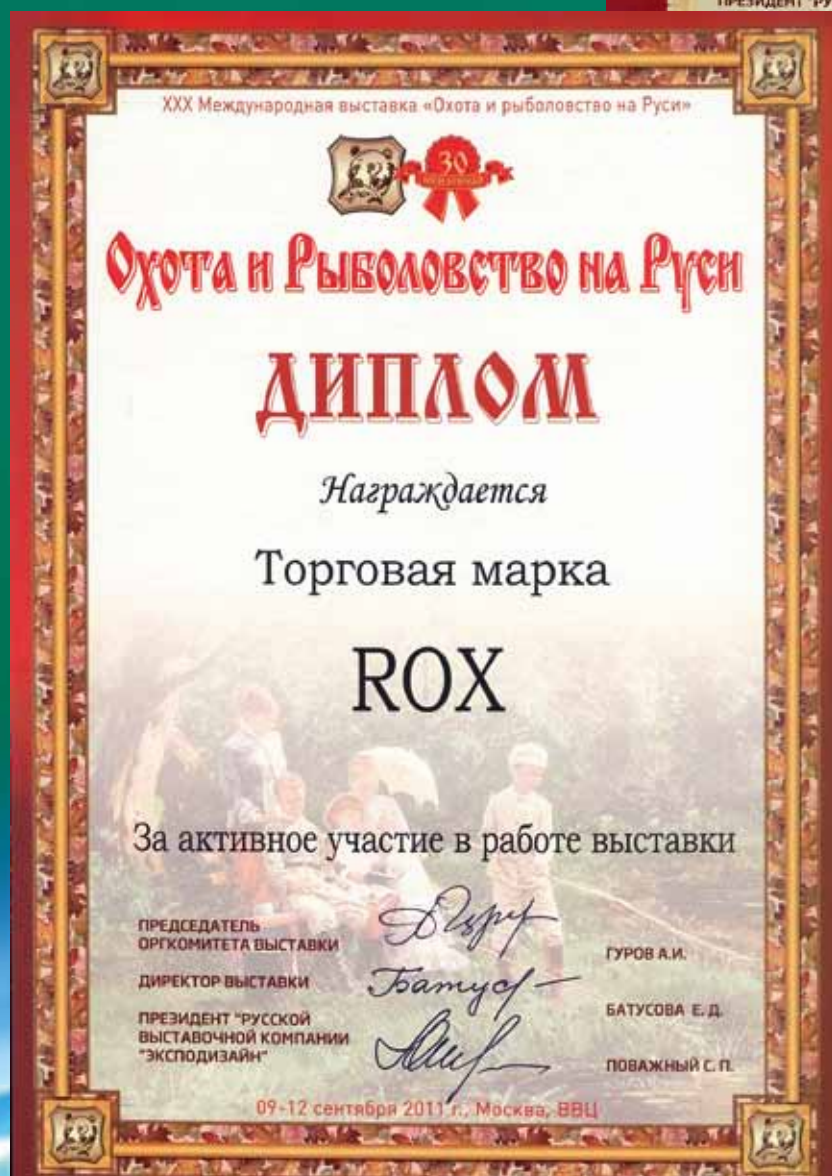 ПРЕЗИДЕНТ "РУ
XXX Международная выставка «Охота и рыболовство на Руси»
30
Охота и Рыболовство на Руси
ДИПЛОМ
Награждается
Торговая марка
ROX
За активное участие в работе выставки
ПРЕДСЕДАТЕЛЬ
ОРГКОМИТЕТА ВЫСТАВКИ
ГУРОВ А.И.
ДИРЕКТОР ВЫСТАВКИ
БАТУСОВА Е. Д.
ПРЕЗИДЕНТ "РУССКОЙ
ВЫСТАВОЧНОЙ КОМПАНИИ
"ЭКСПОДИЗАЙН"
ПОВАЖНЫЙ С. П.
09-12 сентября 2011 г., Москва, ВВЦ